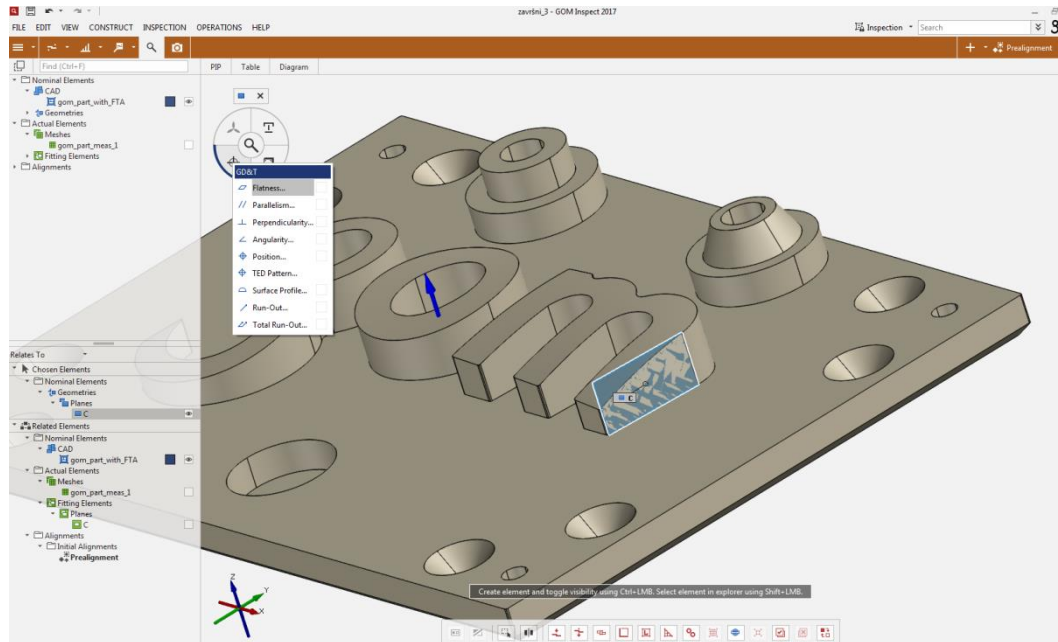 završni_3 - GOM Inspect 2017
FILE EDIT VIEW CONSTRUCT INSPECTION OPERATIONS HELP
Inspection
Search
Prealignment
Find (Ctrl+F)
PIP Table Diagram
Nominal Elements
CAD
gom_part_with_FTA
Geometries
Actual Elements
Meshes
gom_part_meas_1
Fitting Elements
Alignments
GD&T
Flatness...
Parallelism...
Perpendicularity...
Angularity...
Position...
TED Pattern...
Surface Profile...
Run-Out...
Total Run-Out...
C
Relates To
Chosen Elements
Nominal Elements
Geometries
Planes
C
Related Elements
Nominal Elements
CAD
gom_part_with_FTA
Actual Elements
Meshes
gom_part_meas_1
Fitting Elements
Planes
C
Alignments
Initial Alignments
Prealignment
Z
Y
X
Create element and toggle visibility using Ctrl+LMB. Select element in explorer using Shift+LMB.